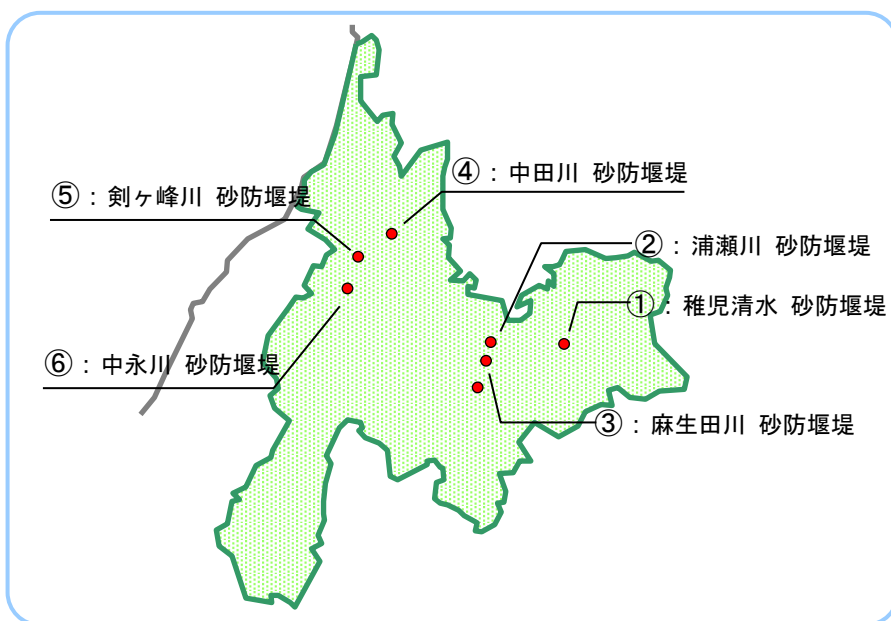 ④：中田川 砂防堰堤
⑤：剣ヶ峰川 砂防堰堤
②：浦瀬川 砂防堰堤
①：稚児清水 砂防堰堤
⑥：中永川 砂防堰堤
③：麻生田川 砂防堰堤